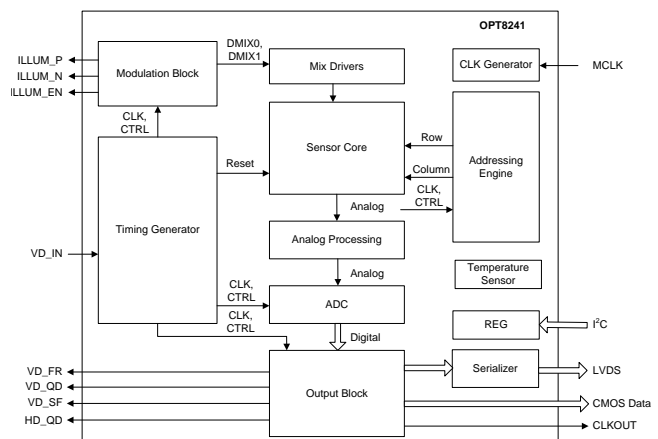 OPT8241
ILLUM_P
ILLUM_N
ILLUM_EN
Modulation Block
DMIX0,
DMIX1
Mix Drivers
CLK Generator
MCLK
CLK,
CTRL
Timing Generator
Reset
Sensor Core
Row
Column
CLK,
CTRL
Addressing
Engine
Analog
Analog Processing
VD_IN
Analog
Temperature
Sensor
CLK,
CTRL
CLK,
CTRL
ADC
REG
I²C
Digital
VD_FR
VD_QD
VD_SF
HD_QD
Output Block
Serializer
LVDS
CMOS Data
CLKOUT